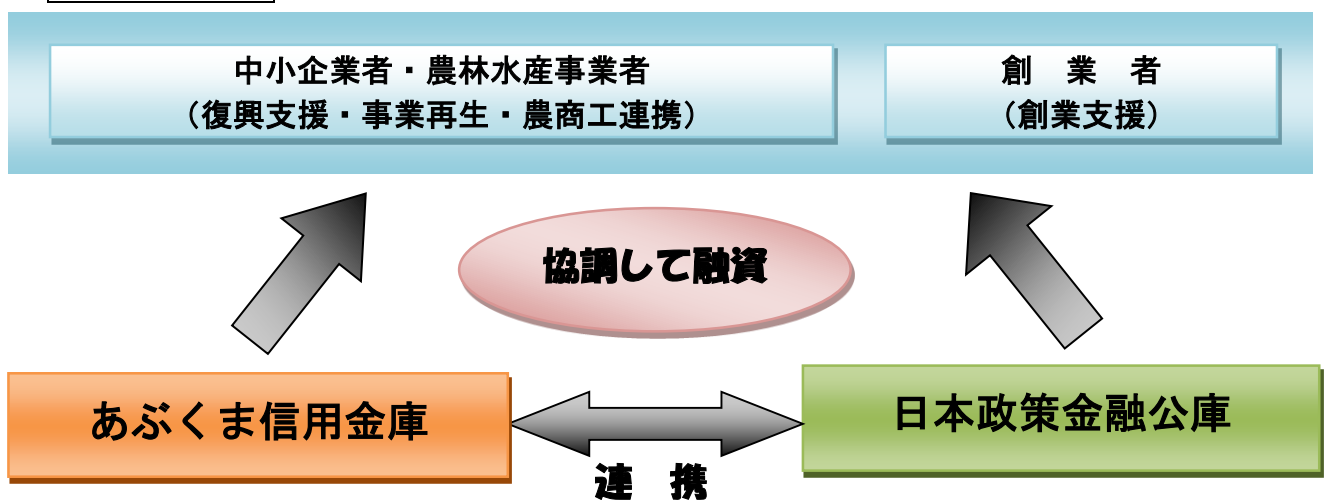 中小企業者・農林水産事業者
（復興支援・事業再生・農商工連携）
創　業　者
（創業支援）
協調して融資
あぶくま信用金庫
日本政策金融公庫
連　携